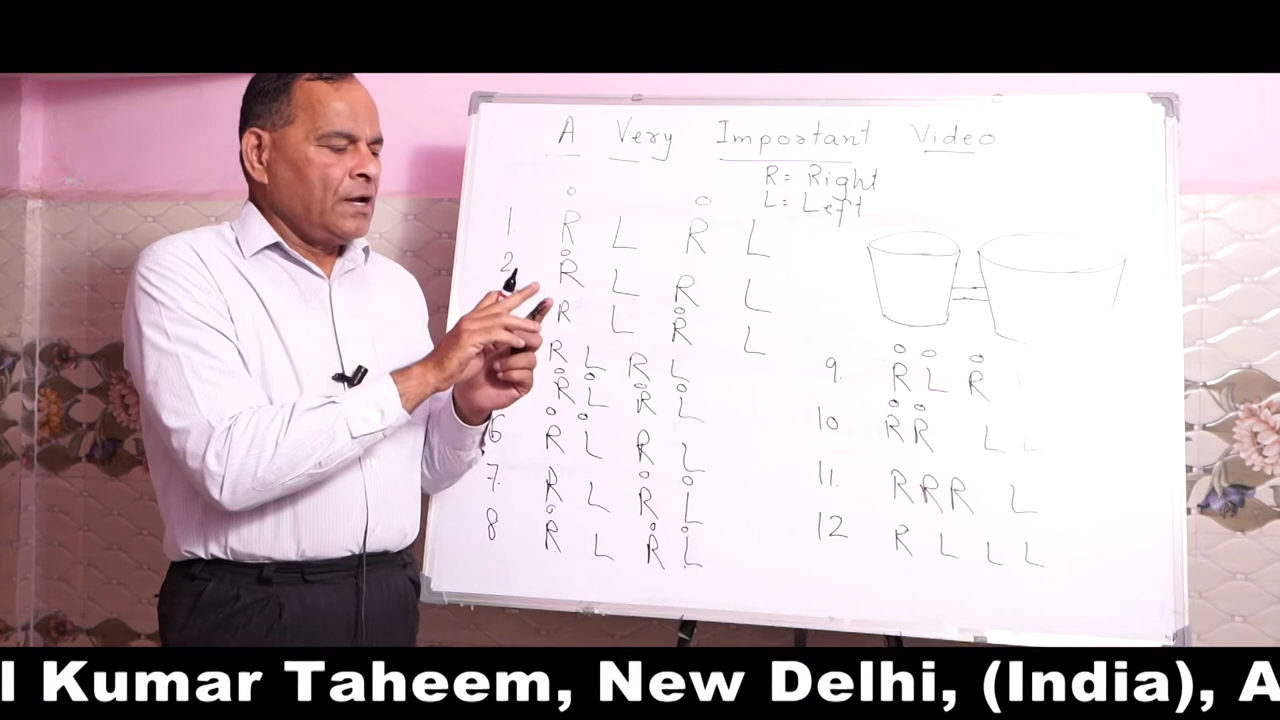 A Very Important Video
R= Right
L= Left
1 R L R L
2 R L R L
R L R L
R L R L
R L R L
6 R L R L
7. R L R L
8 R L R L
9. R L R
10 R R L L
11. R R R L
12 R L L L
l Kumar Taheem, New Delhi, (India), A